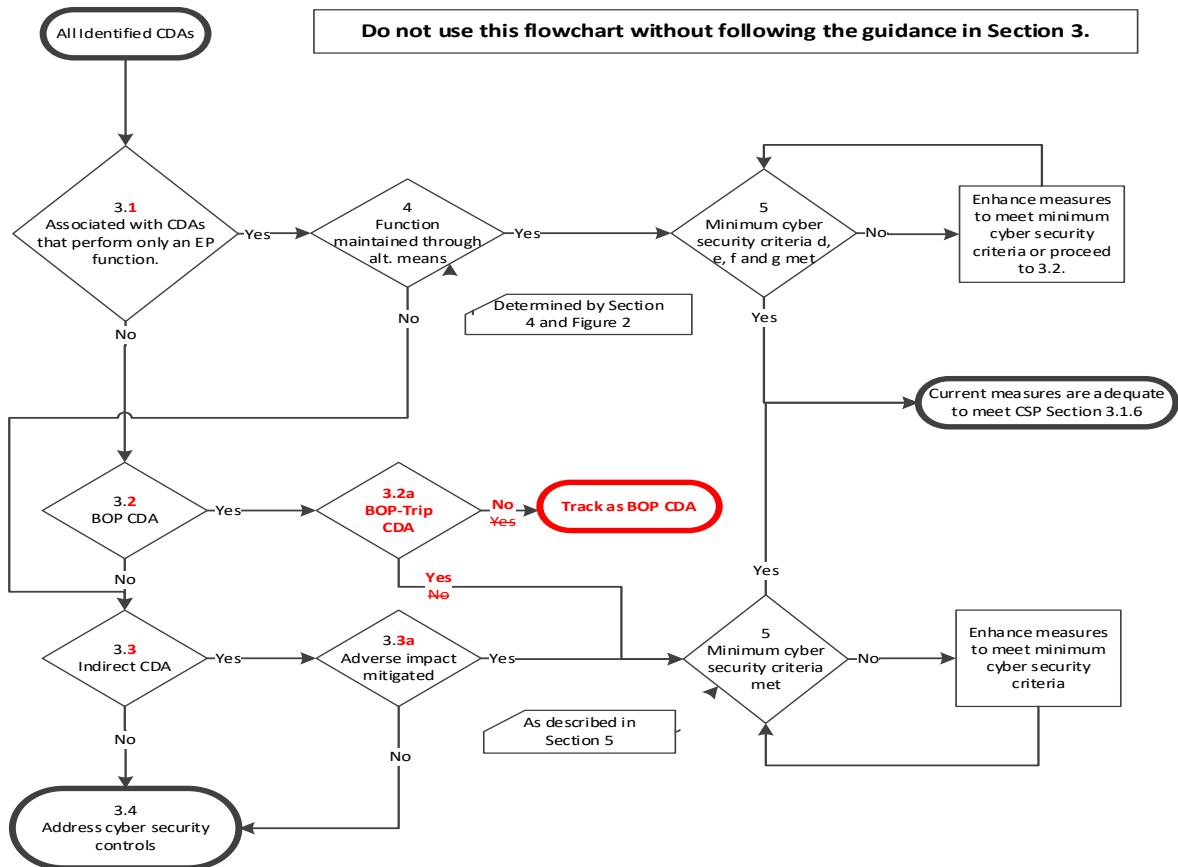 All Identified CDAs
Do not use this flowchart without following the guidance in Section 3.
3.1
Associated with CDAs
that perform only an EP
function.
Yes
No
4
Function
maintained through
alt. means
Yes
No
Determined by Section
4 and Figure 2
5
Minimum cyber
security criteria d,
e, f and g met
No
Yes
Enhance measures
to meet minimum
cyber security
criteria or proceed
to 3.2.
Current measures are adequate
to meet CSP Section 3.1.6
3.2
BOP CDA
Yes
No
3.2a
BOP-Trip
CDA
No
Yes
Track as BOP CDA
Yes
No
3.3
Indirect CDA
Yes
No
3.3a
Adverse impact
mitigated
Yes
No
As described in
Section 5
Yes
5
Minimum cyber
security criteria
met
No
Enhance measures
to meet minimum
cyber security
criteria
3.4
Address cyber security
controls